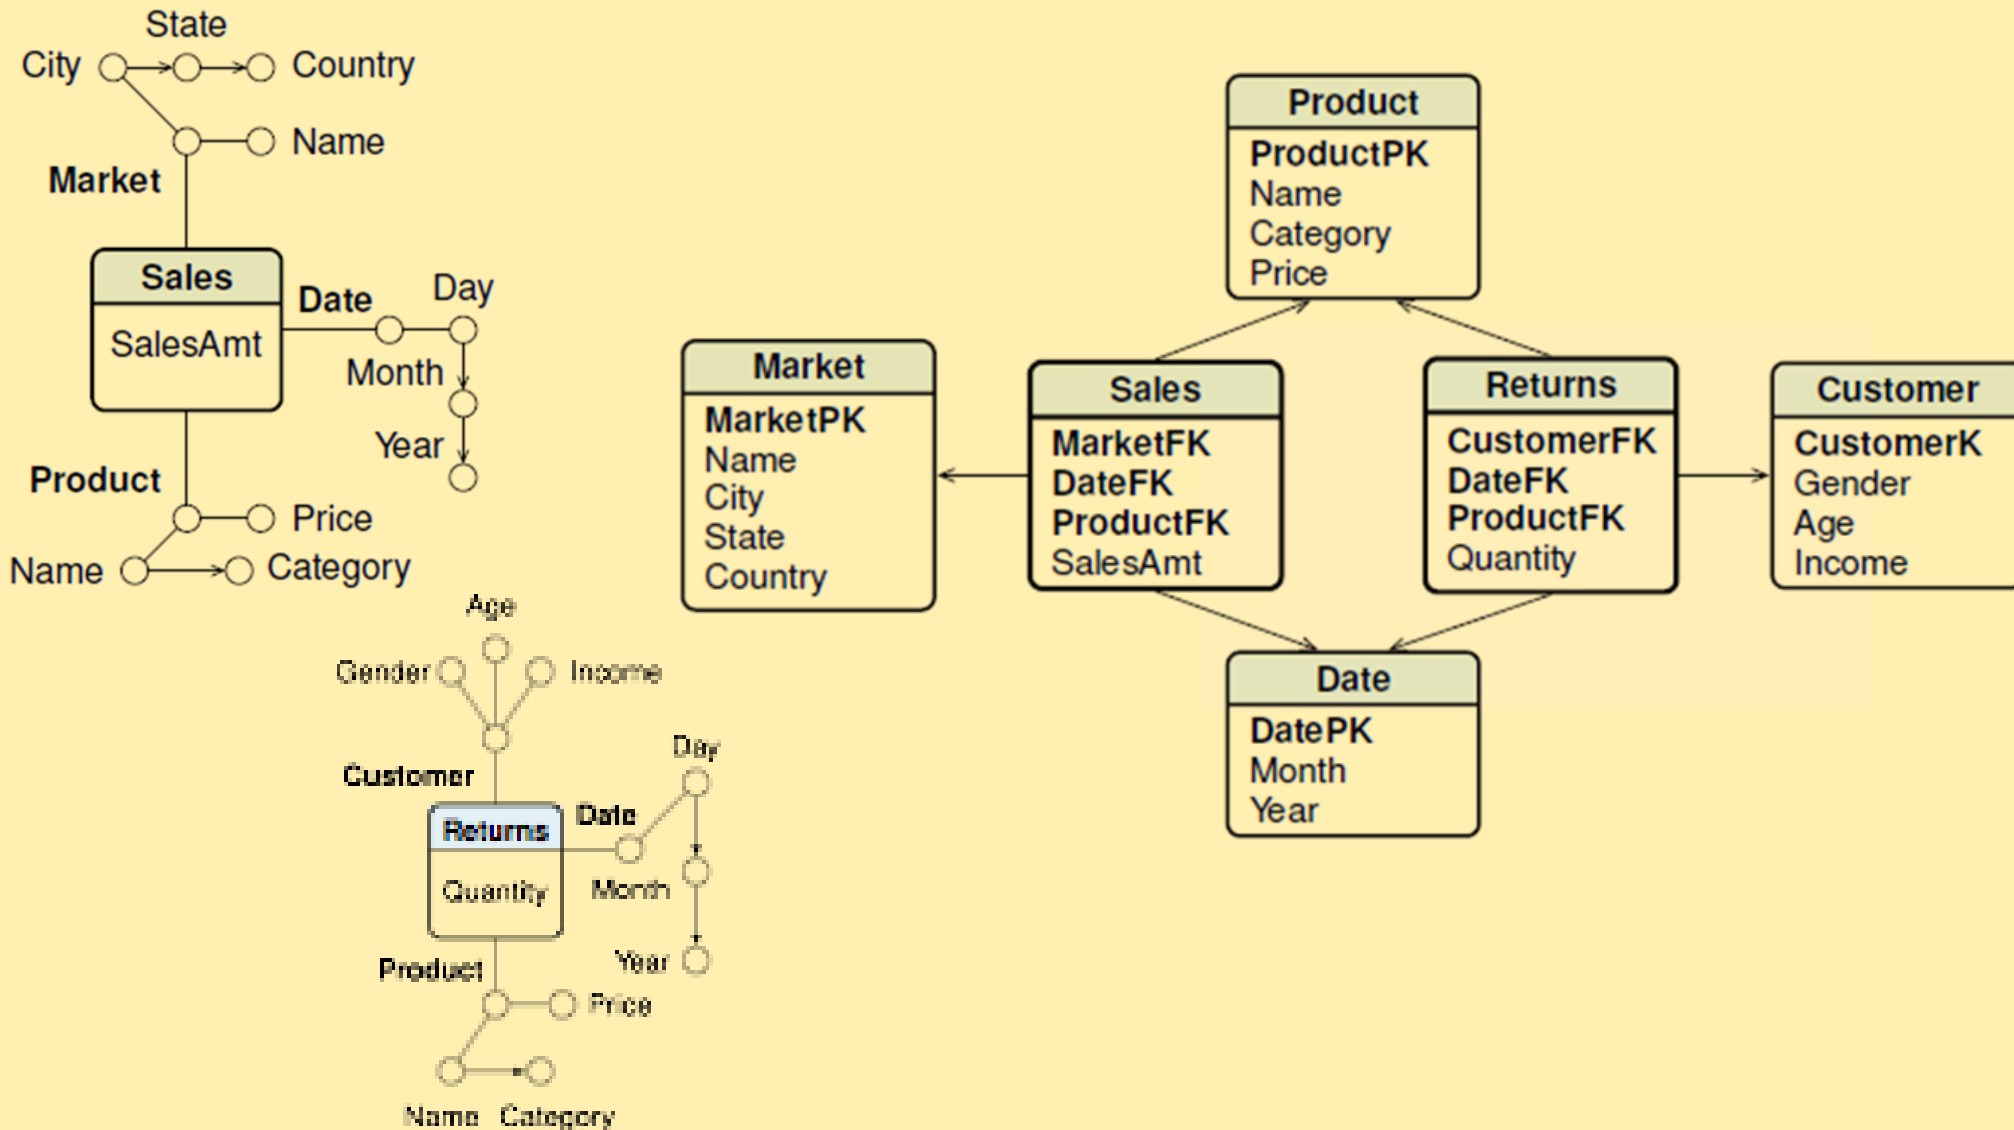 State
City
Country
Name
Market
Sales
SalesAmt
Date
Day
Month
Year
Product
Price
Name
Category
Age
Gender
Income
Customer
Day
Date
Returns
Quantity
Month
Year
Product
Price
Name
Category
Product
ProductPK
Name
Category
Price
Market
MarketPK
Name
City
State
Country
Sales
MarketFK
DateFK
ProductFK
SalesAmt
Returns
CustomerFK
DateFK
ProductFK
Quantity
Customer
CustomerK
Gender
Age
Income
Date
DatePK
Month
Year